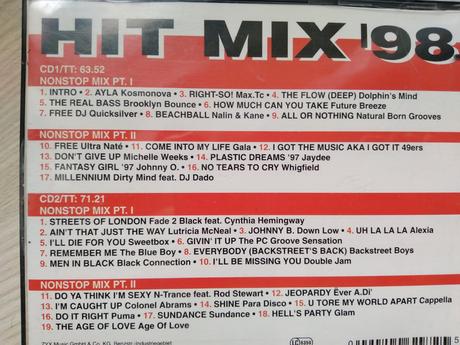 HIT MIX '98
CD1/TT: 63.52
NONSTOP MIX PT. I
1. INTRO • 2. AYLA Kosmonova • 3. RIGHT-SO! Max.Tc • 4. THE FLOW (DEEP) Dolphin's Mind
5. THE REAL BASS Brooklyn Bounce • 6. HOW MUCH CAN YOU TAKE Future Breeze
7. FREE DJ Quicksilver • 8. BEACHBALL Nalin & Kane • 9. ALL OR NOTHING Natural Born Grooves
NONSTOP MIX PT. II
10. FREE Ultra Naté • 11. COME INTO MY LIFE Gala • 12. I GOT THE MUSIC AKA I GOT IT 49ers
13. DON'T GIVE UP Michelle Weeks • 14. PLASTIC DREAMS '97 Jaydee
15. FANTASY GIRL '97 Johnny O. • 16. NO TEARS TO CRY Whigfield
17. MILLENNIUM Dirty Mind feat. DJ Dado
CD2/TT: 71.21
NONSTOP MIX PT. I
1. STREETS OF LONDON Fade 2 Black feat. Cynthia Hemingway
2. AIN'T THAT JUST THE WAY Lutricia McNeal • 3. JOHNNY B. Down Low • 4. UH LA LA LA Alexia
5. I'LL DIE FOR YOU Sweetbox • 6. GIVIN' IT UP The PC Groove Sensation
7. REMEMBER ME The Blue Boy • 8. EVERYBODY (BACKSTREET'S BACK) Backstreet Boys
9. MEN IN BLACK Black Connection • 10. I'LL BE MISSING YOU Double Jam
NONSTOP MIX PT. II
11. DO YA THINK I'M SEXY N-Trance feat. Rod Stewart • 12. JEOPARDY Ever A.Di'
13. I'M CAUGHT UP Colonel Abrams • 14. SHINE Para Disco • 15. U TORE MY WORLD APART Cappella
16. DO IT RIGHT Puma • 17. SUNDANCE Sundance • 18. HELL'S PARTY Glam
19. THE AGE OF LOVE Age Of Love
ZYX Music GmbH & Co. KG, Benzstr.-Industriegebiet